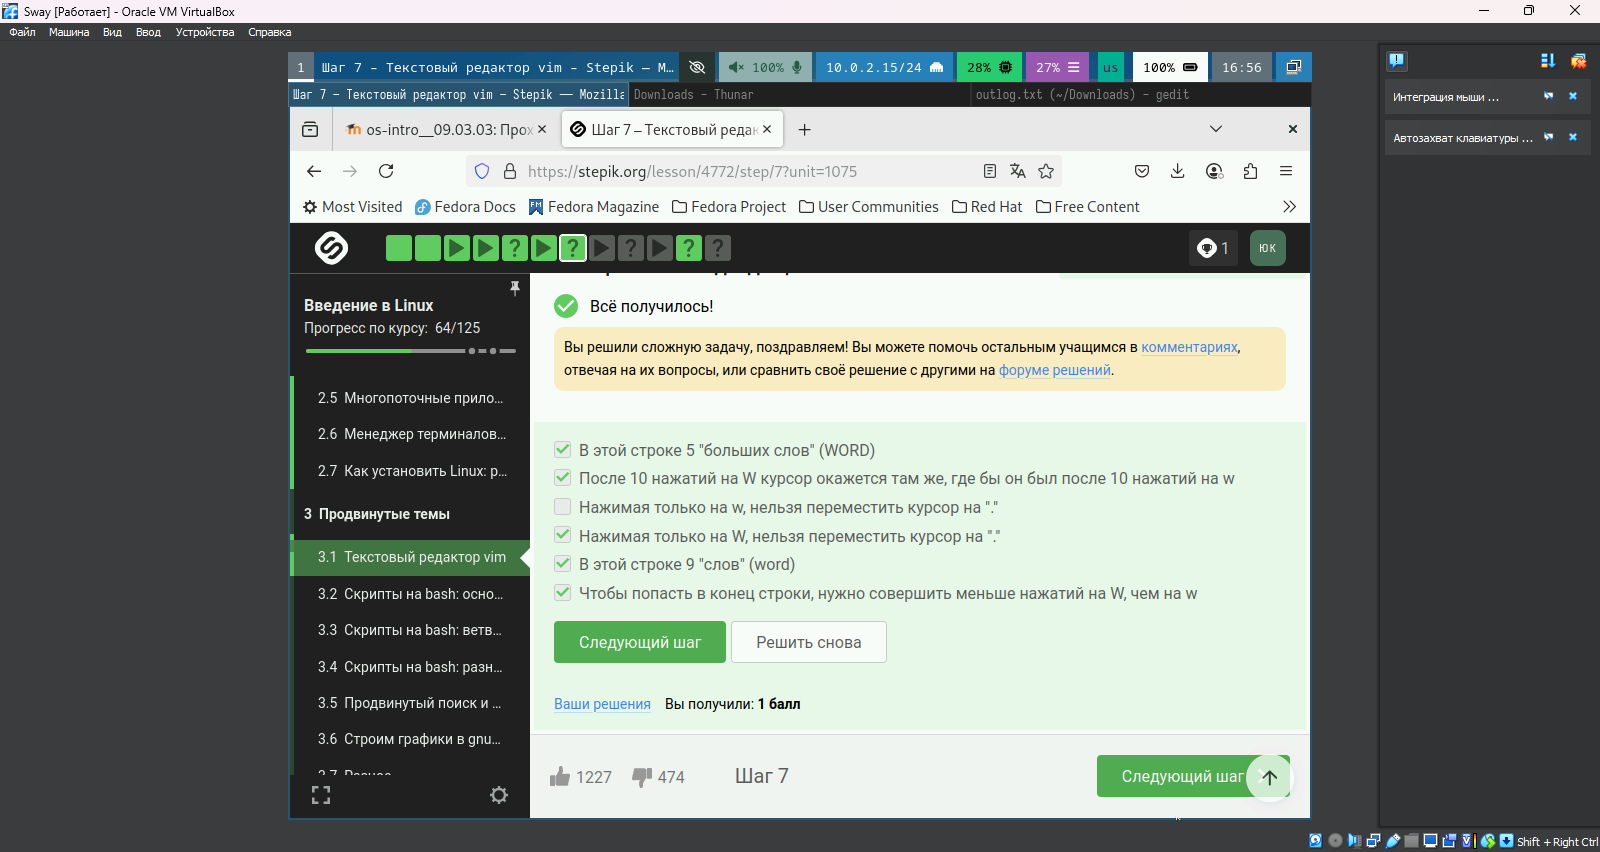 Sway [Работает] - Oracle VM VirtualBox
Файл Машина Вид Ввод Устройства Справка
1 Шаг 7 – Текстовый редактор vim – Stepik — M… 100% 10.0.2.15/24 28% 27% us 100% 16:56
Шаг 7 – Текстовый редактор vim – Stepik —— Mozilla Downloads – Thunar outlog.txt (~/Downloads) – gedit
os-intro__09.03.03: Прох Шаг 7 – Текстовый редак
https://stepik.org/lesson/4772/step/7?unit=1075
Most Visited Fedora Docs Fedora Magazine Fedora Project User Communities Red Hat Free Content
1 ЮК
Введение в Linux
Прогресс по курсу: 64/125
2.5 Многопоточные прило…
2.6 Менеджер терминалов…
2.7 Как установить Linux: р…
3 Продвинутые темы
3.1 Текстовый редактор vim
3.2 Скрипты на bash: осно…
3.3 Скрипты на bash: ветв…
3.4 Скрипты на bash: разн…
3.5 Продвинутый поиск и …
3.6 Строим графики в gnu…
Всё получилось!
Вы решили сложную задачу, поздравляем! Вы можете помочь остальным учащимся в комментариях,
отвечая на их вопросы, или сравнить своё решение с другими на форуме решений.
В этой строке 5 "больших слов" (WORD)
После 10 нажатий на W курсор окажется там же, где бы он был после 10 нажатий на w
Нажимая только на w, нельзя переместить курсор на "."
Нажимая только на W, нельзя переместить курсор на "."
В этой строке 9 "слов" (word)
Чтобы попасть в конец строки, нужно совершить меньше нажатий на W, чем на w
Следующий шаг Решить снова
Ваши решения Вы получили: 1 балл
1227 474 Шаг 7 Следующий шаг
Интеграция мыши ...
Автозахват клавиатуры ...
Shift + Right Ctrl